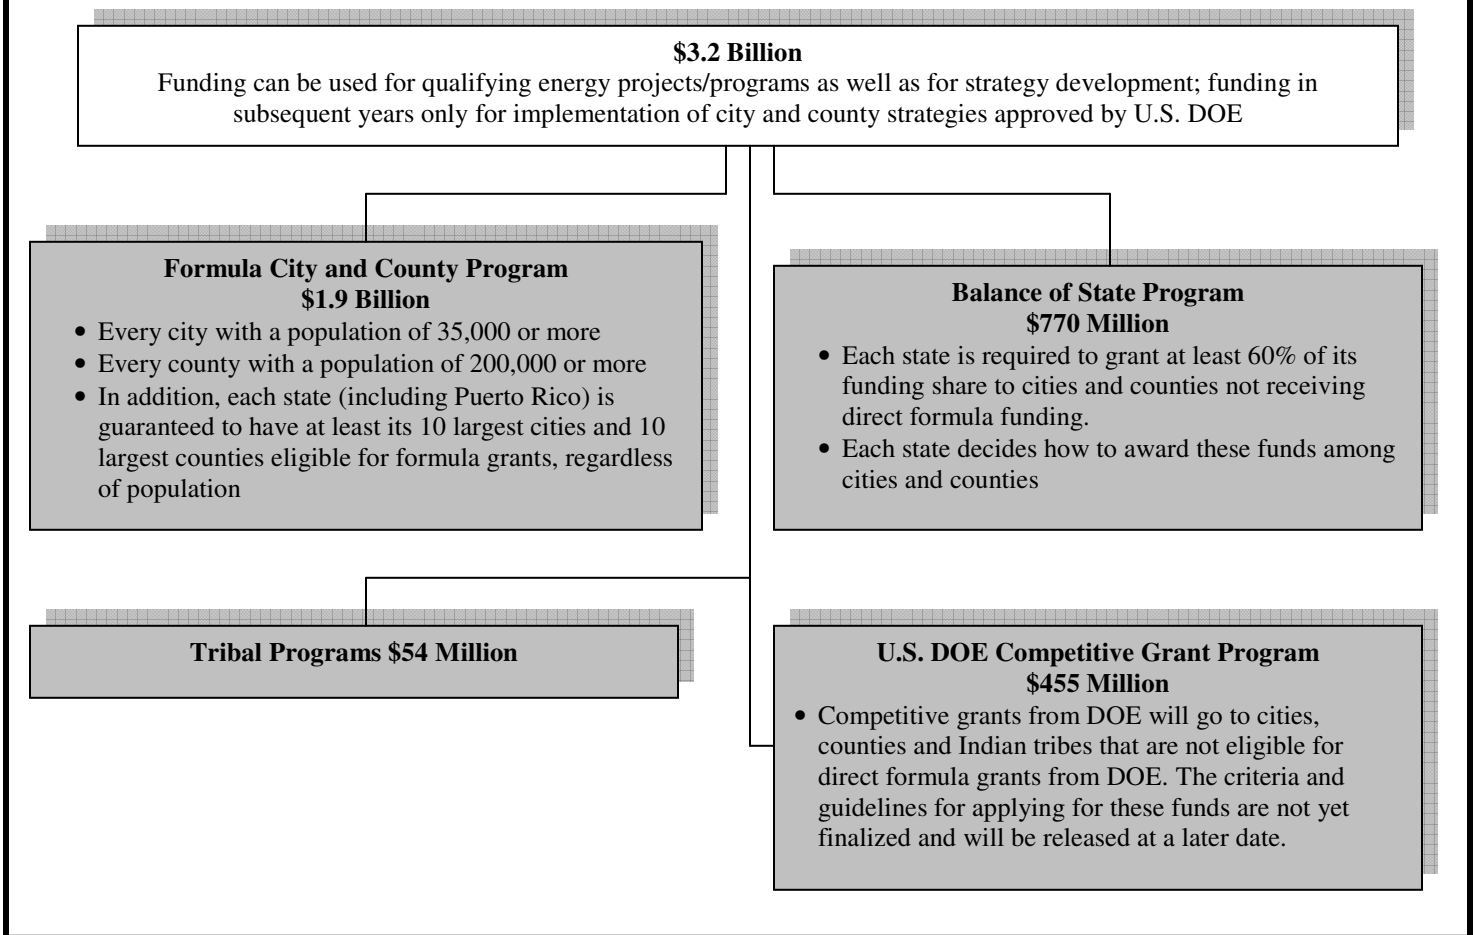 $3.2 Billion
Funding can be used for qualifying energy projects/programs as well as for strategy development; funding in
subsequent years only for implementation of city and county strategies approved by U.S. DOE
Formula City and County Program
$1.9 Billion
• Every city with a population of 35,000 or more
• Every county with a population of 200,000 or more
• In addition, each state (including Puerto Rico) is
guaranteed to have at least its 10 largest cities and 10
largest counties eligible for formula grants, regardless
of population
Balance of State Program
$770 Million
• Each state is required to grant at least 60% of its
funding share to cities and counties not receiving
direct formula funding.
• Each state decides how to award these funds among
cities and counties
Tribal Programs $54 Million
U.S. DOE Competitive Grant Program
$455 Million
• Competitive grants from DOE will go to cities,
counties and Indian tribes that are not eligible for
direct formula grants from DOE. The criteria and
guidelines for applying for these funds are not yet
finalized and will be released at a later date.